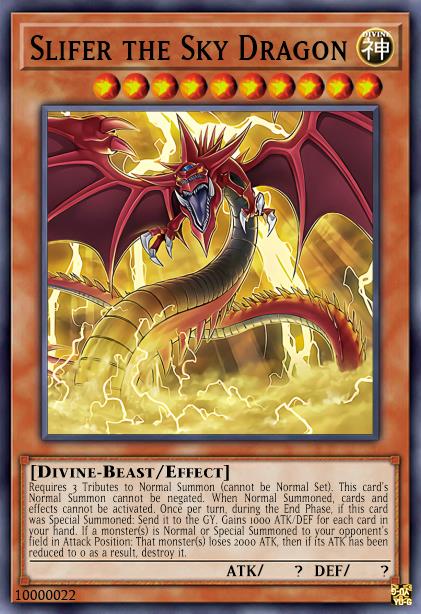 SLIFER THE SKY DRAGON
DIVINE
神
[DIVINE-BEAST/EFFECT]
Requires 3 Tributes to Normal Summon (cannot be Normal Set). This card's
Normal Summon cannot be negated. When Normal Summoned, cards and
effects cannot be activated. Once per turn, during the End Phase, if this card
was Special Summoned: Send it to the GY. Gains 1000 ATK/DEF for each card in
your hand. If a monster(s) is Normal or Special Summoned to your opponent's
field in Attack Position: That monster(s) loses 2000 ATK, then if its ATK has been
reduced to 0 as a result, destroy it.
ATK/ ? DEF/ ?
10000022